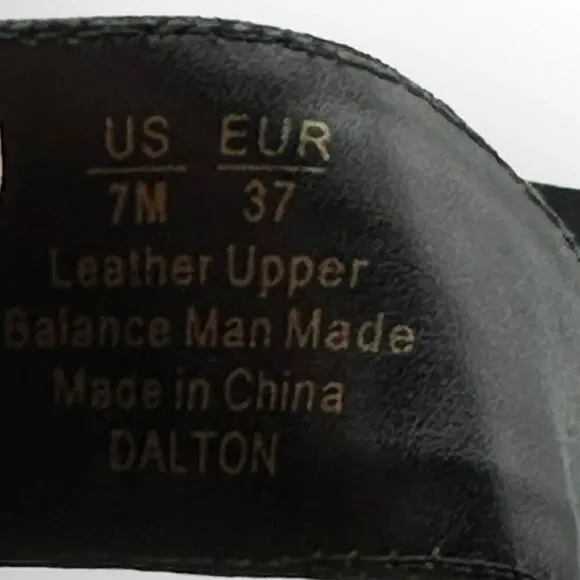 US EUR
7M 37
Leather Upper
Balance Man Made
Made in China
DALTON